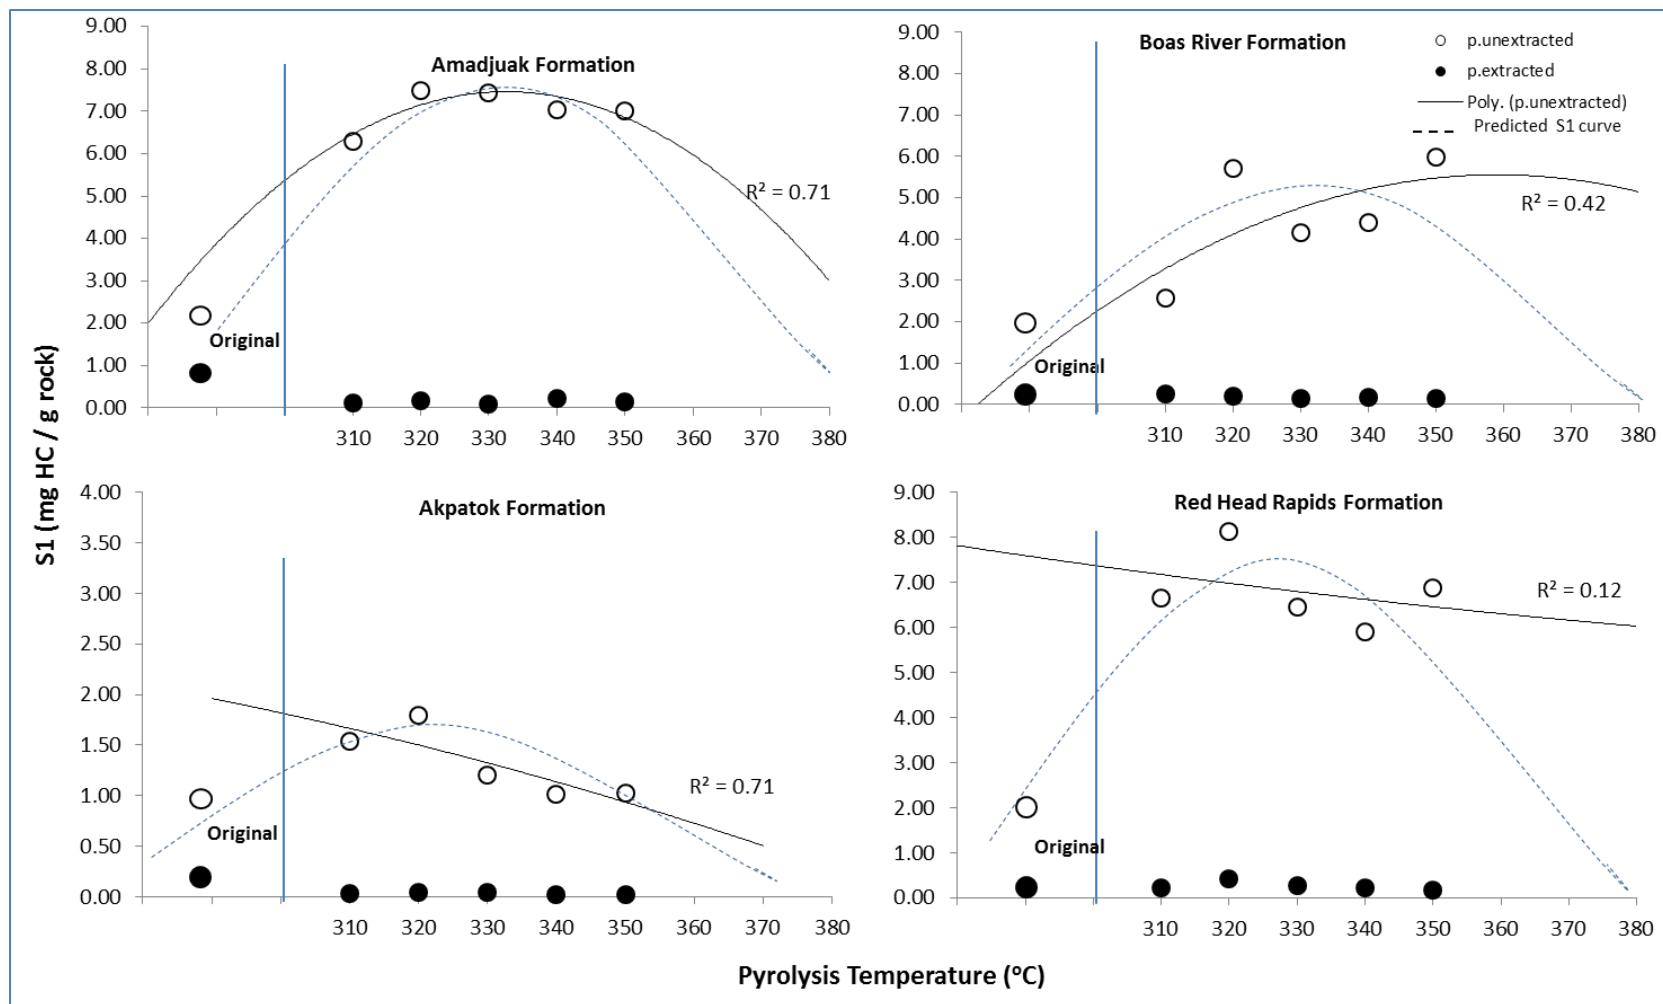 S1 (mg HC / g rock)
Amadjuak Formation
9.00
8.00
7.00
6.00
5.00
4.00
3.00
2.00
1.00
0.00
R² = 0.71
Original
310 320 330 340 350 360 370 380
Boas River Formation
p.unextracted
p.extracted
Poly. (p.unextracted)
Predicted S1 curve
9.00
8.00
7.00
6.00
5.00
4.00
3.00
2.00
1.00
0.00
R² = 0.42
Original
310 320 330 340 350 360 370 380
Akpatok Formation
4.00
3.50
3.00
2.50
2.00
1.50
1.00
0.50
0.00
R² = 0.71
Original
310 320 330 340 350 360 370 380
Red Head Rapids Formation
9.00
8.00
7.00
6.00
5.00
4.00
3.00
2.00
1.00
0.00
R² = 0.12
Original
310 320 330 340 350 360 370 380
Pyrolysis Temperature (°C)